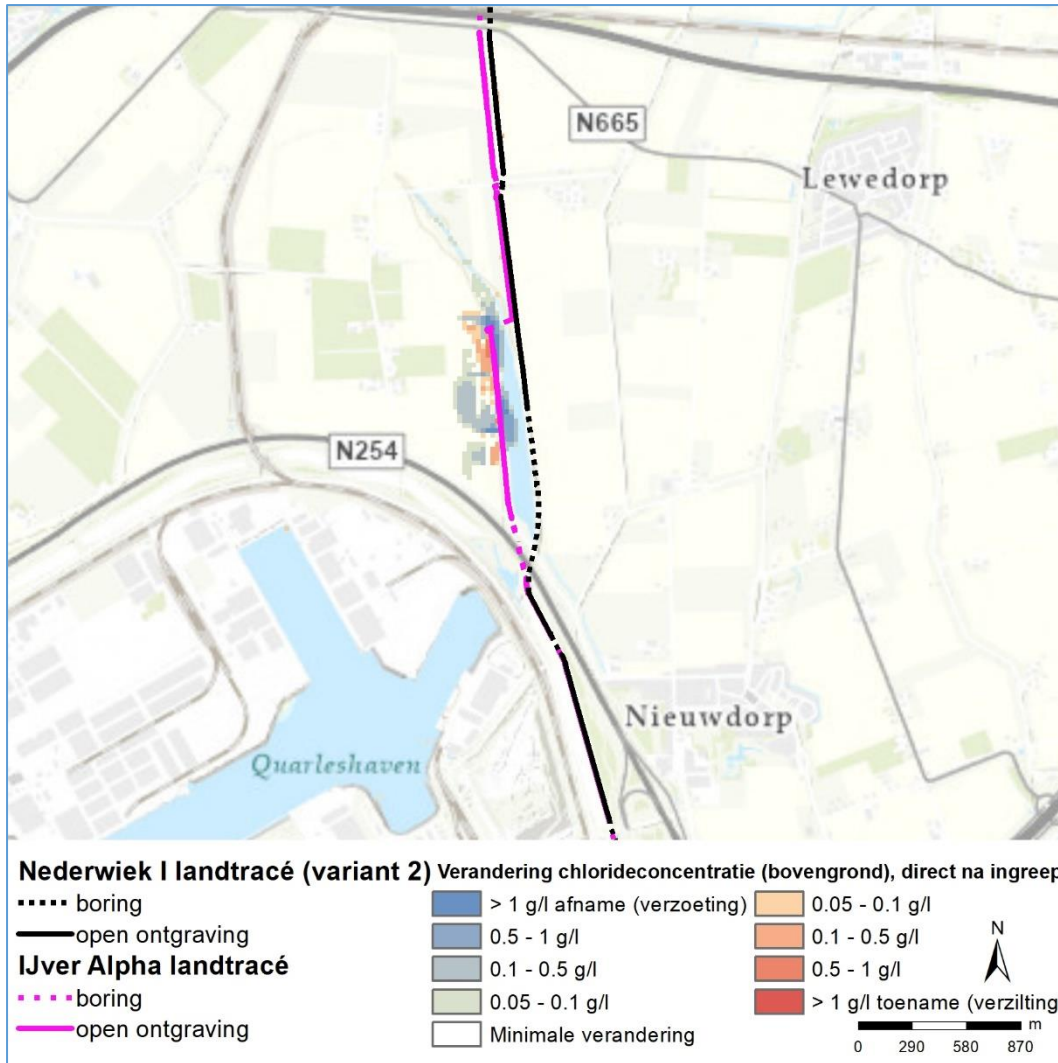 N665
Lewedorp
N254
Nieuwdorp
Quarleshaven
Nederwiek I landtracé (variant 2)
boring
open ontgraving
IJver Alpha landtracé
boring
open ontgraving
Verandering chlorideconcentratie (bovengrond), direct na ingreep
> 1 g/l afname (verzoeting)
0.5 - 1 g/l
0.1 - 0.5 g/l
0.05 - 0.1 g/l
Minimale verandering
0.05 - 0.1 g/l
0.1 - 0.5 g/l
0.5 - 1 g/l
> 1 g/l toename (verzilting
N
m
0 290 580 870